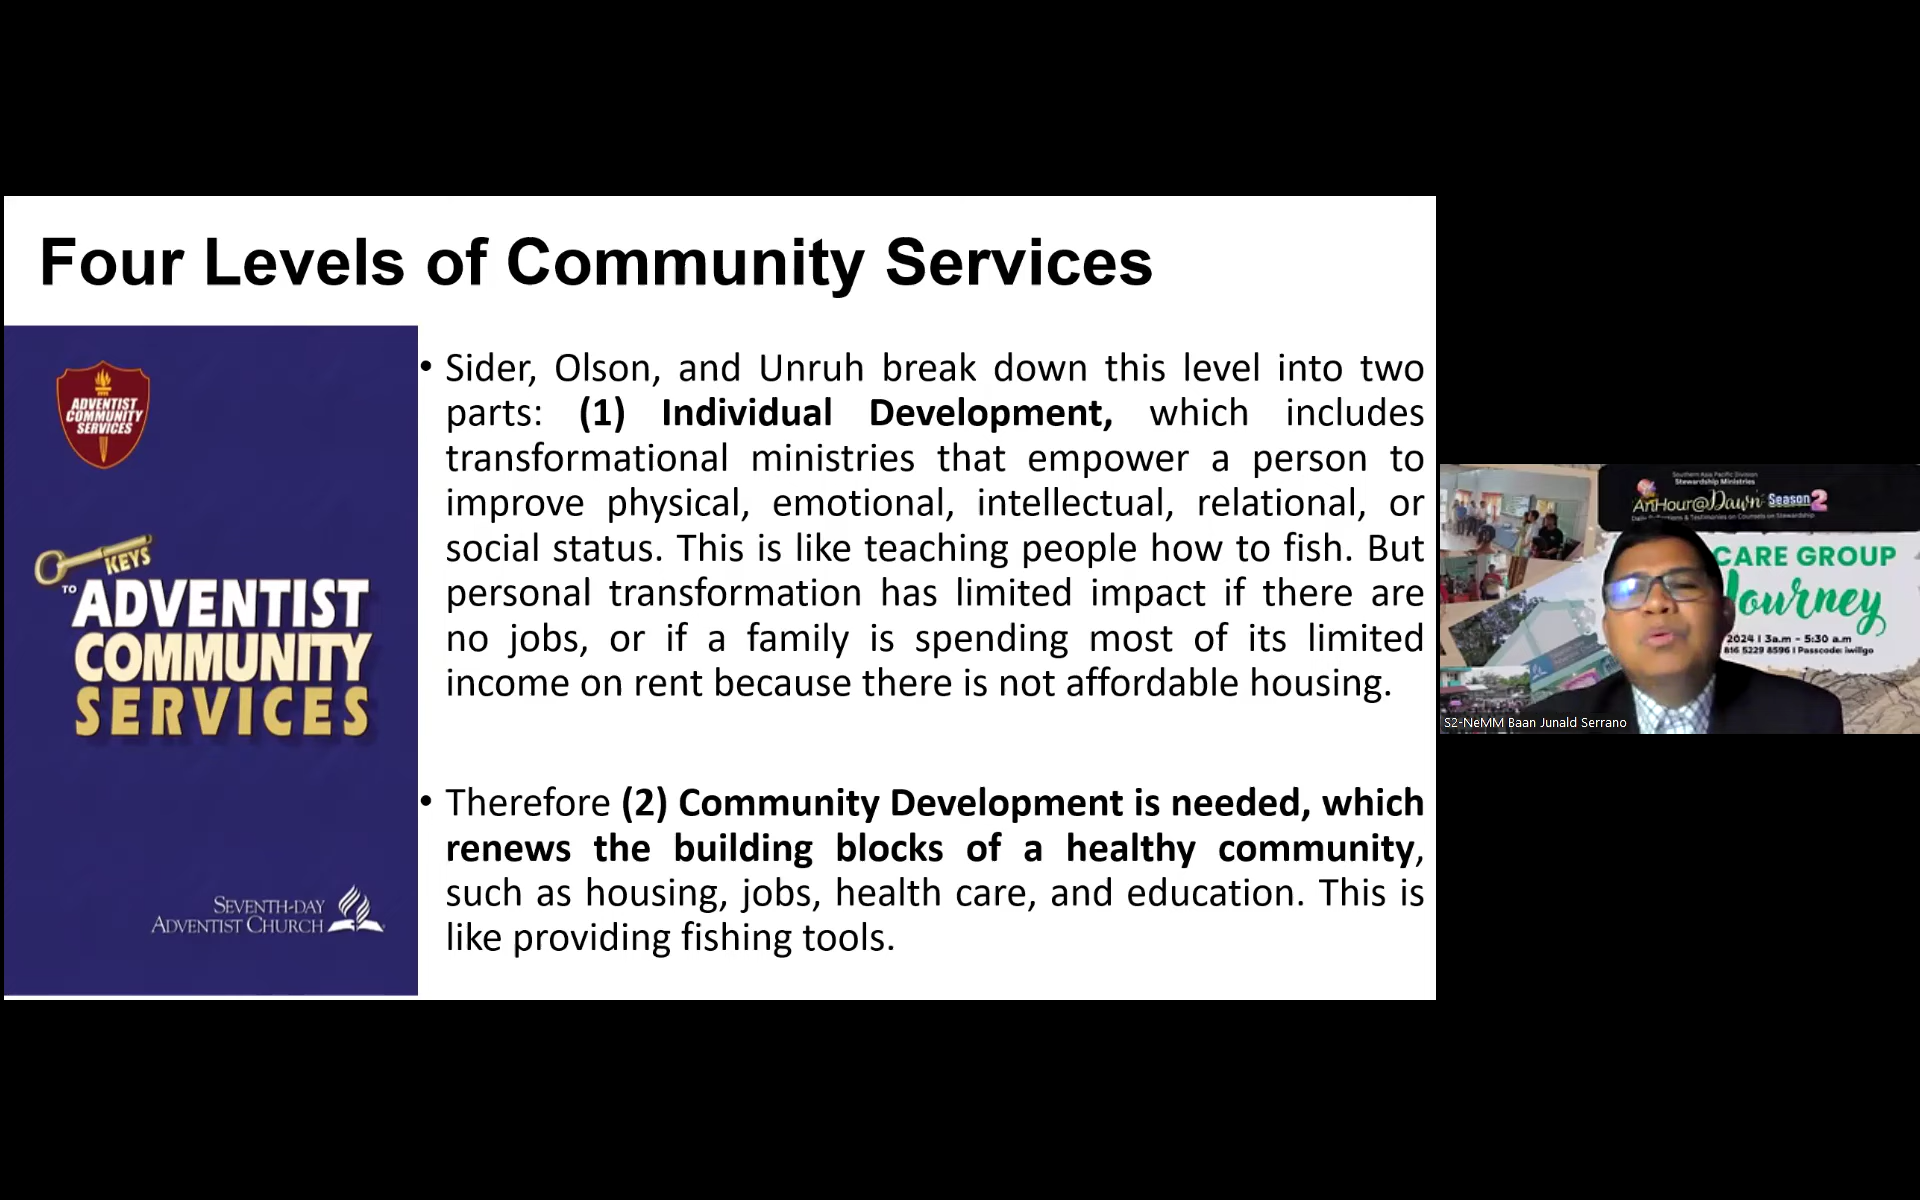 Four Levels of Community Services
ADVENTIST
COMMUNITY
SERVICES
KEYS
TO ADVENTIST
COMMUNITY
SERVICES
SEVENTH-DAY
ADVENTIST CHURCH
• Sider, Olson, and Unruh break down this level into two
parts: (1) Individual Development, which includes
transformational ministries that empower a person to
improve physical, emotional, intellectual, relational, or
social status. This is like teaching people how to fish. But
personal transformation has limited impact if there are
no jobs, or if a family is spending most of its limited
income on rent because there is not affordable housing.
• Therefore (2) Community Development is needed, which
renews the building blocks of a healthy community,
such as housing, jobs, health care, and education. This is
like providing fishing tools.
Southern Asia Pacific Division
Stewardship Ministries
AnHour@Dawn Season 2
Testimonies on Counsels on Stewardship
CARE GROUP
Journey
2024 | 3a.m - 5:30 a.m
816 5229 8596 | Passcode: iwillgo
S2-NeMM Baan Junald Serrano